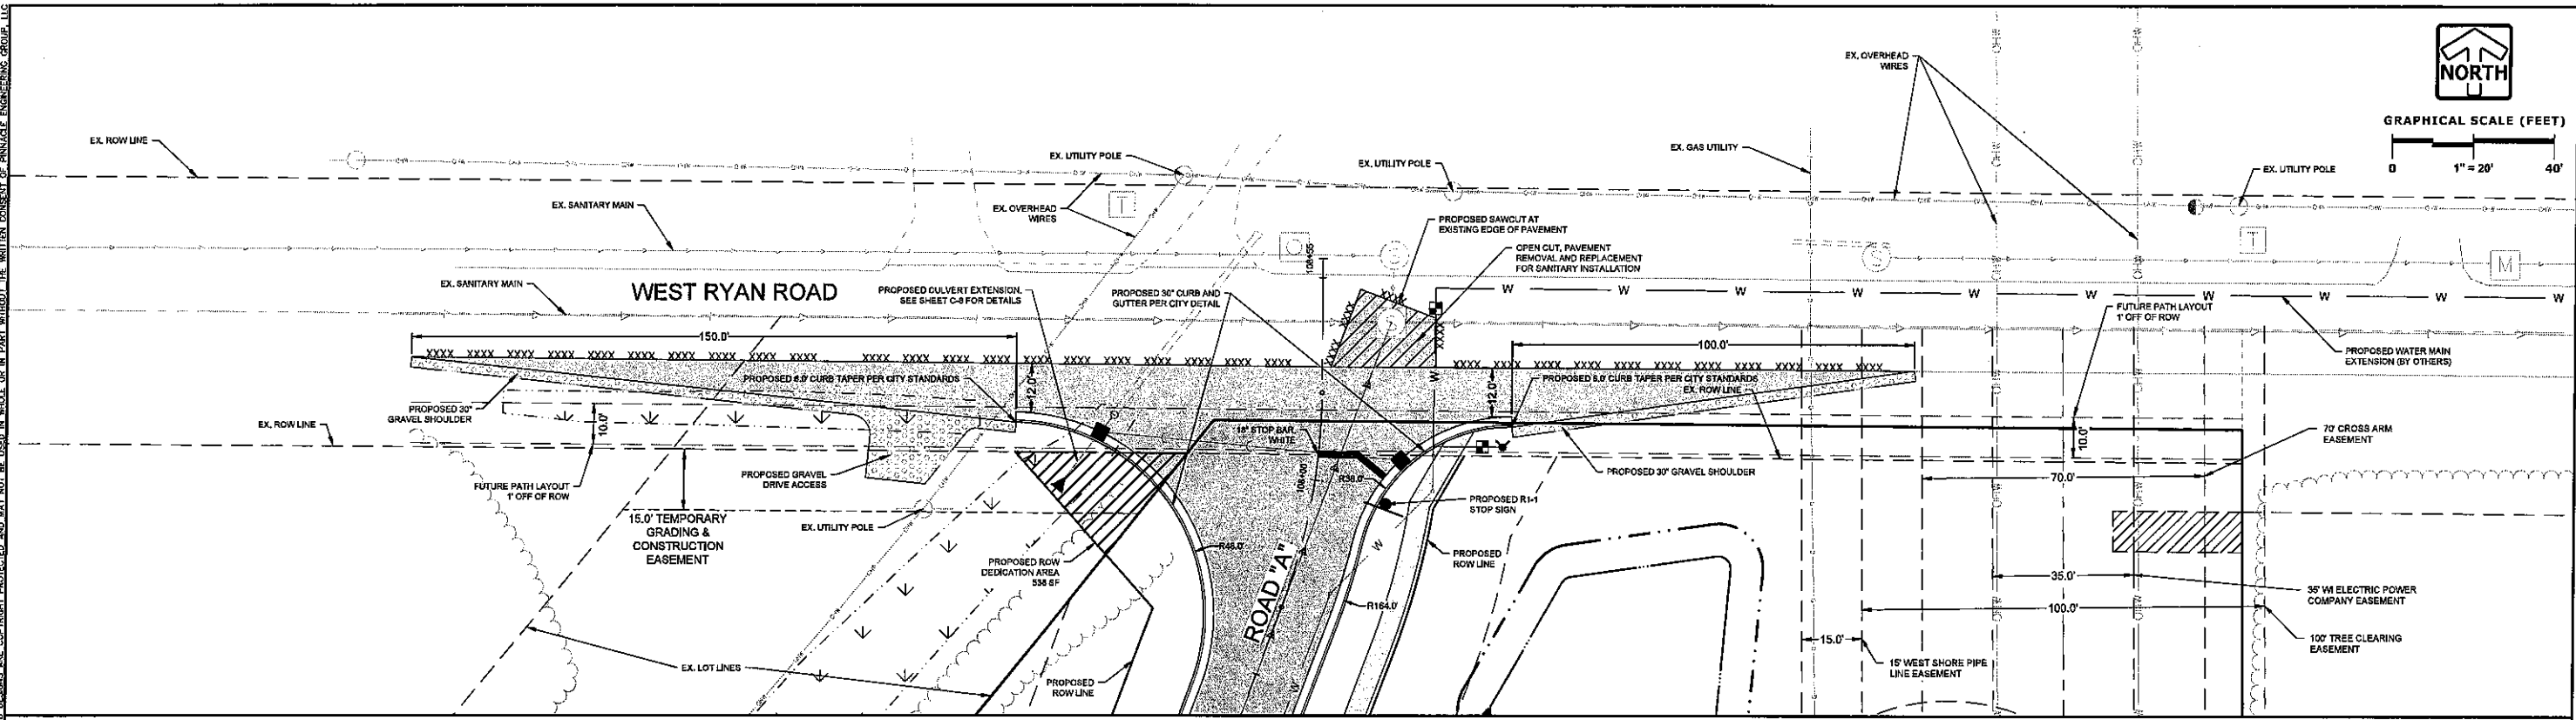 EX. ROW LINE
EX. SANITARY MAIN
EX. SANITARY MAIN
WEST RYAN ROAD
EX. UTILITY POLE
EX. OVERHEAD
WIRES
T
EX. UTILITY POLE
EX. GAS UTILITY
EX. OVERHEAD
WIRES
NORTH
GRAPHICAL SCALE (FEET)
0 1" = 20' 40'
EX. UTILITY POLE
T
M
S
S
PROPOSED SAWCUT AT
EXISTING EDGE OF PAVEMENT
OPEN CUT, PAVEMENT
REMOVAL AND REPLACEMENT
FOR SANITARY INSTALLATION
108+55
PROPOSED CULVERT EXTENSION.
SEE SHEET C-8 FOR DETAILS
PROPOSED 30" CURB AND
GUTTER PER CITY DETAIL
W W W W W W W W W W
FUTURE PATH LAYOUT
1' OFF OF ROW
PROPOSED WATER MAIN
EXTENSION (BY OTHERS)
150.0'
100.0'
PROPOSED 6.0' CURB TAPER PER CITY STANDARDS
12.0'
12.0'
PROPOSED 6.0' CURB TAPER PER CITY STANDARDS
EX. ROW LINE
PROPOSED 30"
GRAVEL SHOULDER
EX. ROW LINE
10.0'
FUTURE PATH LAYOUT
1' OFF OF ROW
PROPOSED GRAVEL
DRIVE ACCESS
15.0' TEMPORARY
GRADING &
CONSTRUCTION
EASEMENT
EX. UTILITY POLE
18" STOP BAR,
WHITE
108+00
R38.0'
PROPOSED R1-1
STOP SIGN
PROPOSED 30" GRAVEL SHOULDER
10.0'
70' CROSS ARM
EASEMENT
70.0'
PROPOSED ROW
DEDICATION AREA
538 SF
R48.0'
ROAD "A"
PROPOSED
ROW LINE
R164.0'
35.0'
35' WI ELECTRIC POWER
COMPANY EASEMENT
100.0'
100' TREE CLEARING
EASEMENT
15.0'
15' WEST SHORE PIPE
LINE EASEMENT
EX. LOT LINES
PROPOSED
ROW LINE